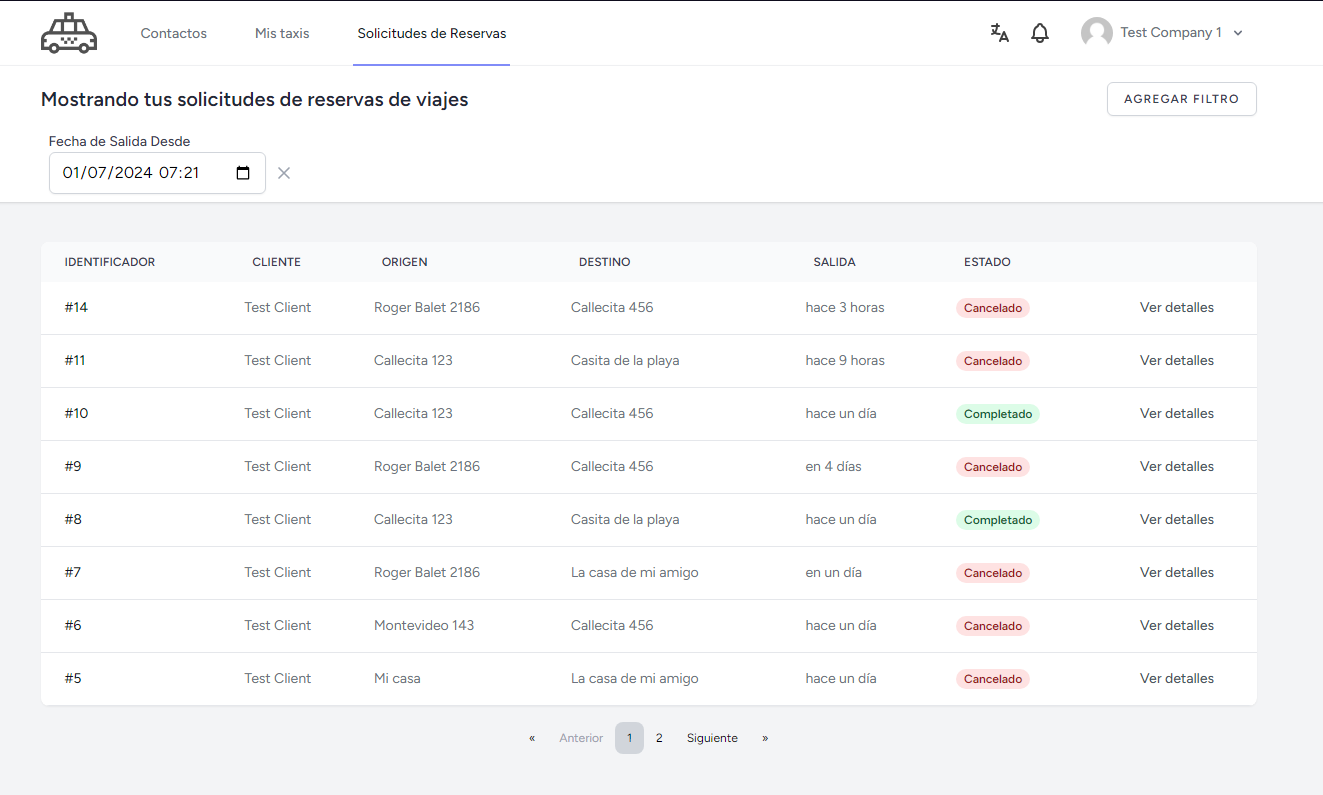 Contactos Mis taxis Solicitudes de Reservas Test Company 1
Mostrando tus solicitudes de reservas de viajes AGREGAR FILTRO
Fecha de Salida Desde
01/07/2024 07:21
IDENTIFICADOR CLIENTE ORIGEN DESTINO SALIDA ESTADO
#14 Test Client Roger Balet 2186 Callecita 456 hace 3 horas Cancelado Ver detalles
#11 Test Client Callecita 123 Casita de la playa hace 9 horas Cancelado Ver detalles
#10 Test Client Callecita 123 Callecita 456 hace un día Completado Ver detalles
#9 Test Client Roger Balet 2186 Callecita 456 en 4 días Cancelado Ver detalles
#8 Test Client Callecita 123 Casita de la playa hace un día Completado Ver detalles
#7 Test Client Roger Balet 2186 La casa de mi amigo en un día Cancelado Ver detalles
#6 Test Client Montevideo 143 Callecita 456 hace un día Cancelado Ver detalles
#5 Test Client Mi casa La casa de mi amigo hace un día Cancelado Ver detalles
« Anterior 1 2 Siguiente »